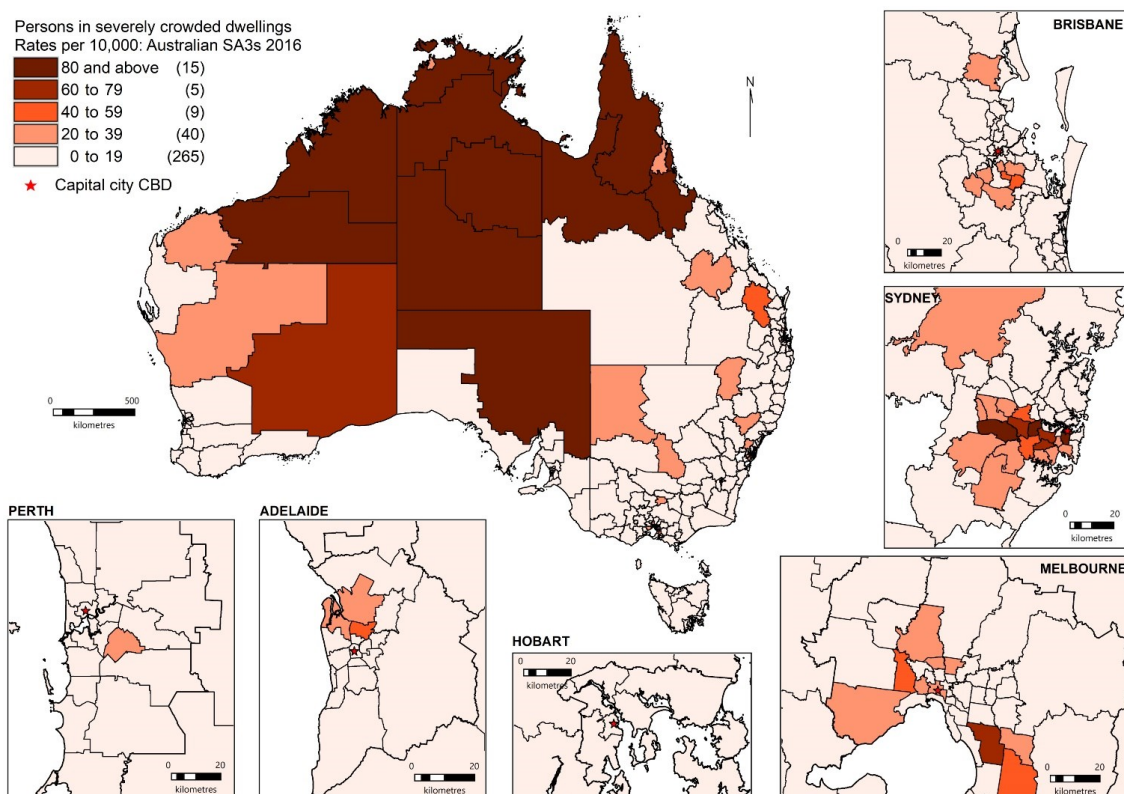 Persons in severely crowded dwellings
Rates per 10,000: Australian SA3s 2016
80 and above (15)
60 to 79 (5)
40 to 59 (9)
20 to 39 (40)
0 to 19 (265)
Capital city CBD
N
0 500
kilometres
BRISBANE
0 20
kilometres
SYDNEY
0 20
kilometres
PERTH
0 20
kilometres
ADELAIDE
0 20
kilometres
HOBART
0 20
kilometres
MELBOURNE
0 20
kilometres